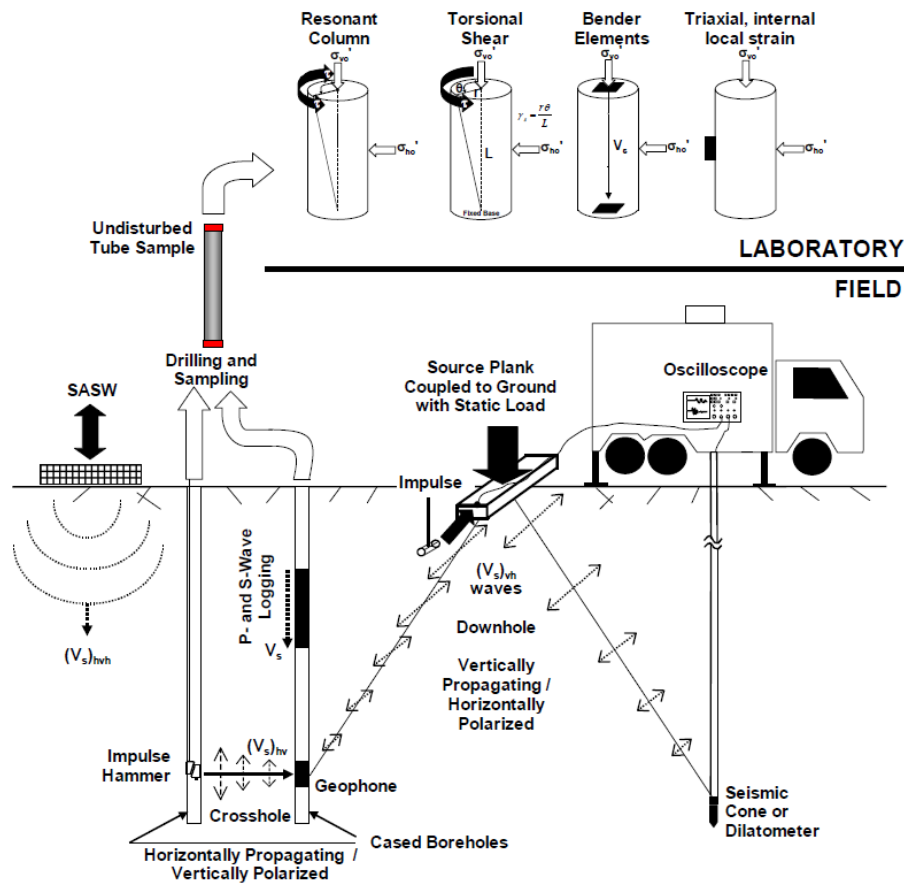 Resonant
Column
σvo'
τ
σho'
Torsional
Shear
σvo'
θ
r
τ
γs = rθ / L
L
σho'
Fixed Base
Bender
Elements
σvo'
Vs
σho'
Triaxial, internal
local strain
σvo'
σho'
Undisturbed
Tube Sample
LABORATORY
FIELD
Drilling and
Sampling
SASW
Source Plank
Coupled to Ground
with Static Load
Oscilloscope
Impulse
P- and S-Wave
Logging
Vs
(Vs)vh
waves
Downhole
Vertically
Propagating /
Horizontally
Polarized
(Vs)hvh
(Vs)hv
Impulse
Hammer
Geophone
Crosshole
Seismic
Cone or
Dilatometer
Cased Boreholes
Horizontally Propagating /
Vertically Polarized